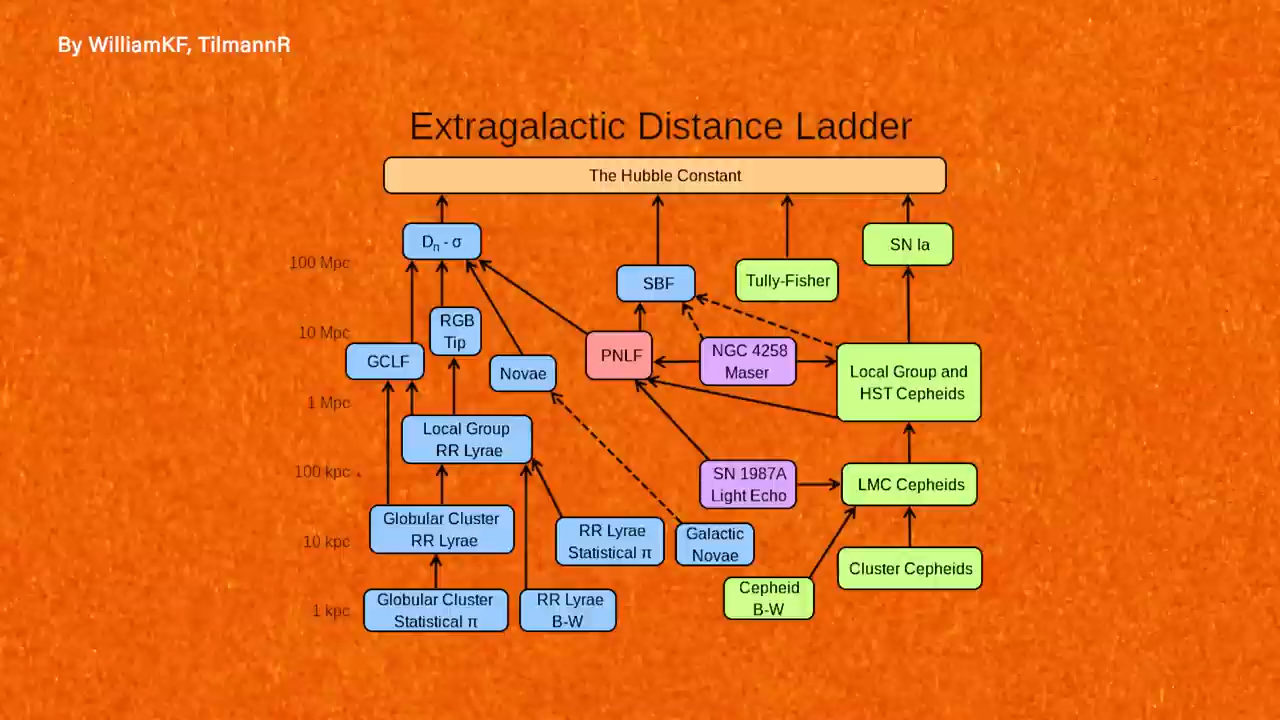 By WilliamKF, TilmannR
Extragalactic Distance Ladder
The Hubble Constant
Dn - σ
SN Ia
100 Mpc
SBF
Tully-Fisher
10 Mpc
RGB
Tip
GCLF
Novae
PNLF
NGC 4258
Maser
Local Group and
HST Cepheids
1 Mpc
Local Group
RR Lyrae
100 kpc
SN 1987A
Light Echo
LMC Cepheids
Globular Cluster
RR Lyrae
10 kpc
RR Lyrae
Statistical π
Galactic
Novae
Cluster Cepheids
Cepheid
B-W
1 kpc
Globular Cluster
Statistical π
RR Lyrae
B-W